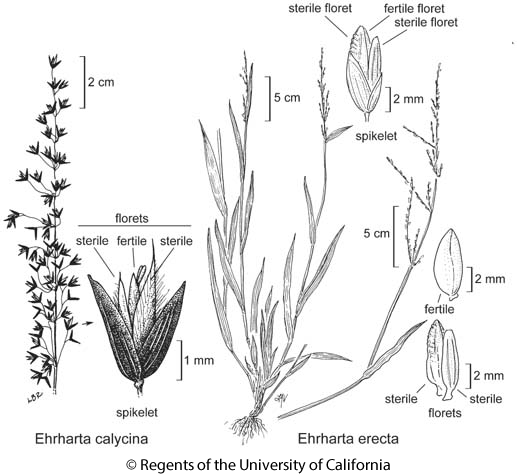 2 cm
florets
sterile fertile sterile
1 mm
spikelet
Ehrharta calycina
sterile floret
fertile floret
sterile floret
2 mm
spikelet
5 cm
5 cm
2 mm
fertile
2 mm
sterile sterile
florets
Ehrharta erecta
© Regents of the University of California